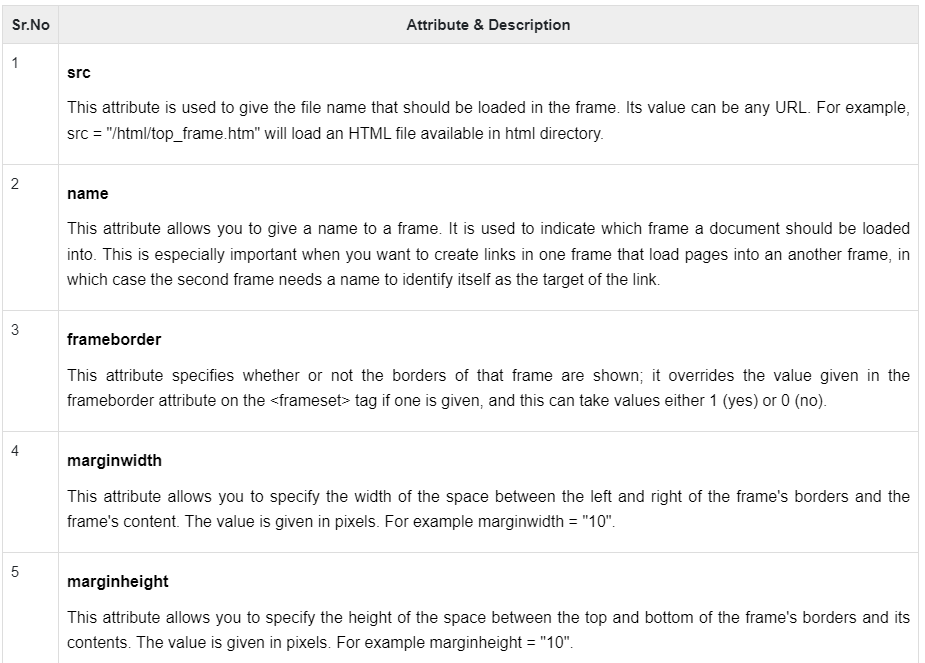 Sr.No Attribute & Description
1
src
This attribute is used to give the file name that should be loaded in the frame. Its value can be any URL. For example,
src = "/html/top_frame.htm" will load an HTML file available in html directory.
2
name
This attribute allows you to give a name to a frame. It is used to indicate which frame a document should be loaded
into. This is especially important when you want to create links in one frame that load pages into an another frame, in
which case the second frame needs a name to identify itself as the target of the link.
3
frameborder
This attribute specifies whether or not the borders of that frame are shown; it overrides the value given in the
frameborder attribute on the <frameset> tag if one is given, and this can take values either 1 (yes) or 0 (no).
4
marginwidth
This attribute allows you to specify the width of the space between the left and right of the frame's borders and the
frame's content. The value is given in pixels. For example marginwidth = "10".
5
marginheight
This attribute allows you to specify the height of the space between the top and bottom of the frame's borders and its
contents. The value is given in pixels. For example marginheight = "10".